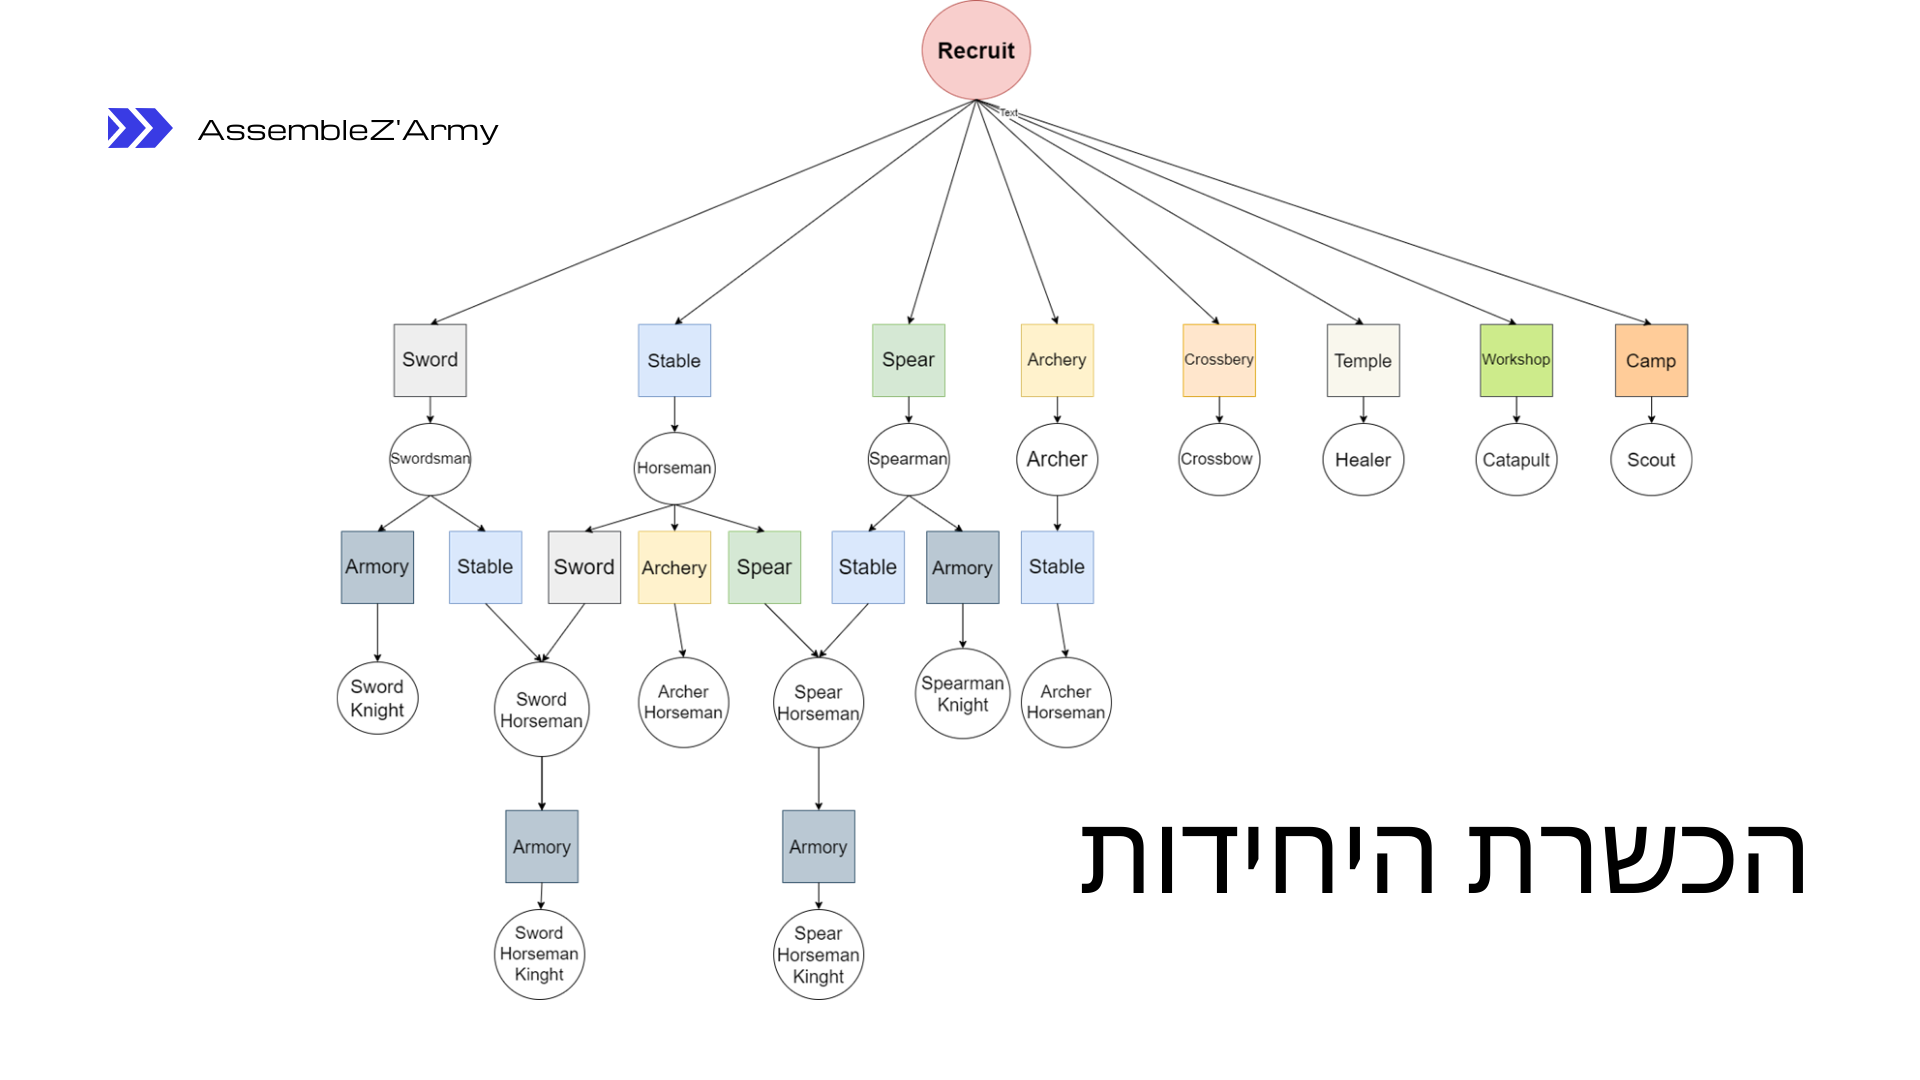 Recruit
Text
AssembleZ'Army
Sword
Stable
Spear
Archery
Crossbery
Temple
Workshop
Camp
Swordsman
Horseman
Spearman
Archer
Crossbow
Healer
Catapult
Scout
Armory
Stable
Sword
Archery
Spear
Stable
Armory
Stable
Sword
Knight
Sword
Horseman
Archer
Horseman
Spear
Horseman
Spearman
Knight
Archer
Horseman
Armory
Armory
הכשרת היחידות
Sword
Horseman
Kinght
Spear
Horseman
Kinght